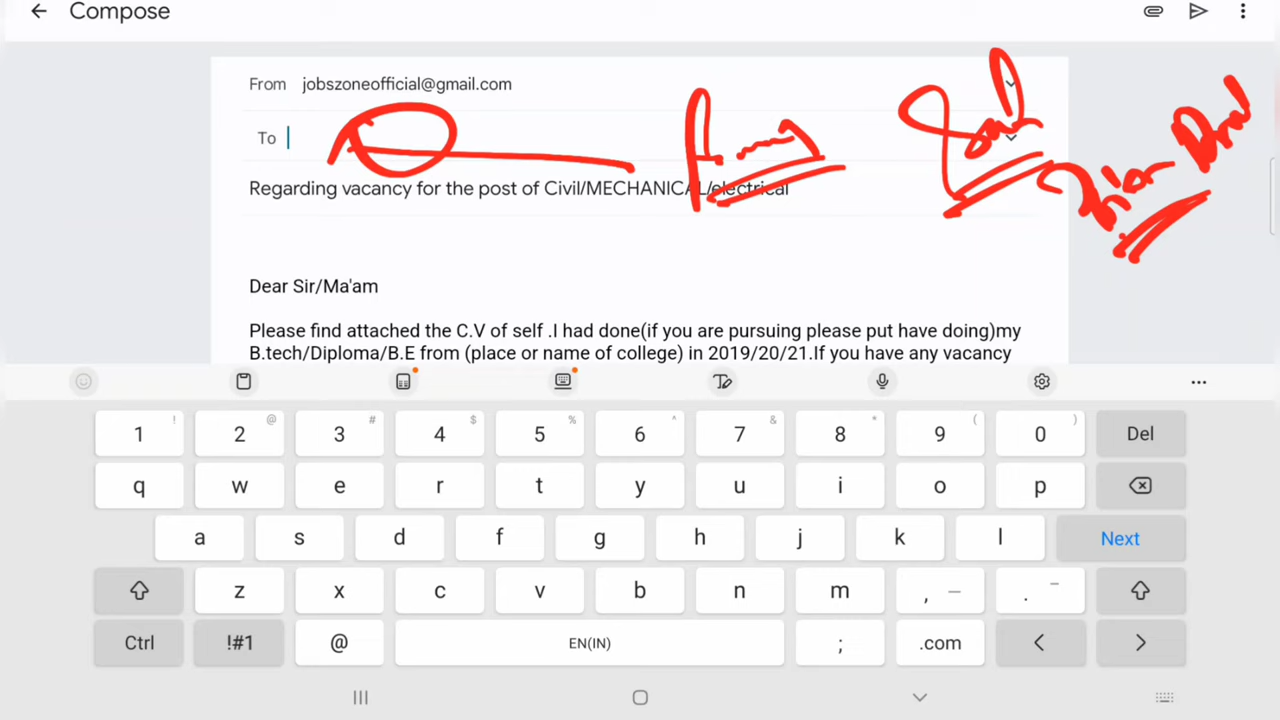 Compose
From jobszoneofficial@gmail.com
To
Regarding vacancy for the post of Civil/MECHANICAL/electrical
Dear Sir/Ma'am
Please find attached the C.V of self .I had done(if you are pursuing please put have doing)my
B.tech/Diploma/B.E from (place or name of college) in 2019/20/21.If you have any vacancy
! @ # $ % ^ & * ( )
1 2 3 4 5 6 7 8 9 0 Del
q w e r t y u i o p
a s d f g h j k l Next
z x c v b n m , — . ¯
Ctrl !#1 @ EN(IN) ; .com < >